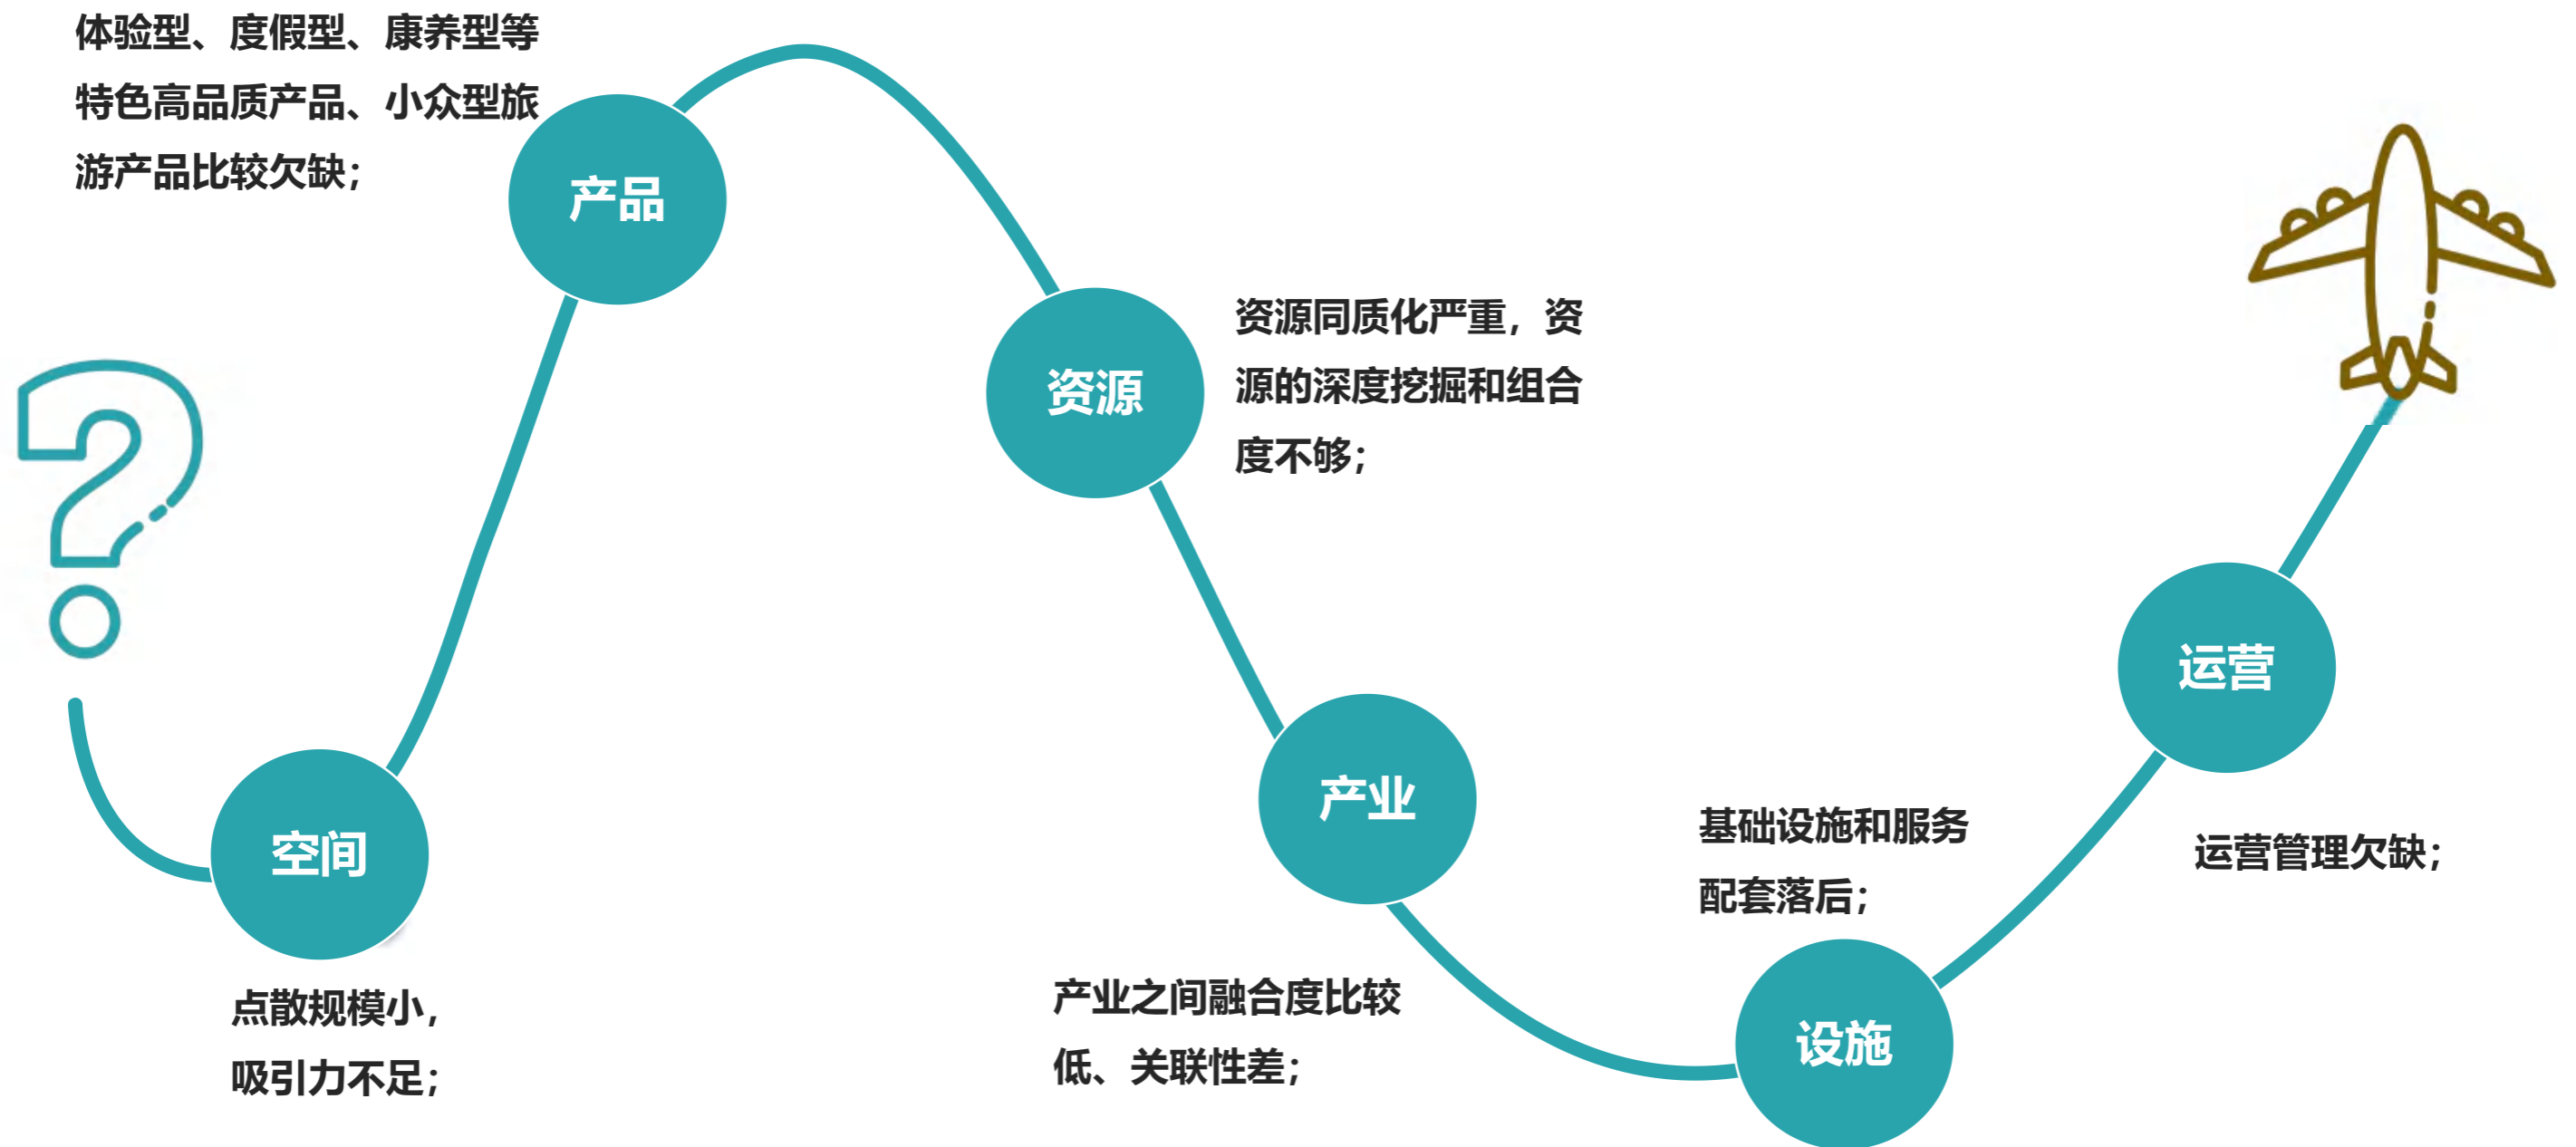 体验型、度假型、康养型等
特色高品质产品、小众型旅
游产品比较欠�；
产品
资源
资源同质化严重，资
源的深度挖掘和组合
度不够；
空间
点散规模小，
吸引力不足；
产业
产业之间融合度比较
低、关联性差；
基础设施和服务
配套落后；
设施
运营
运营管理欠缺；